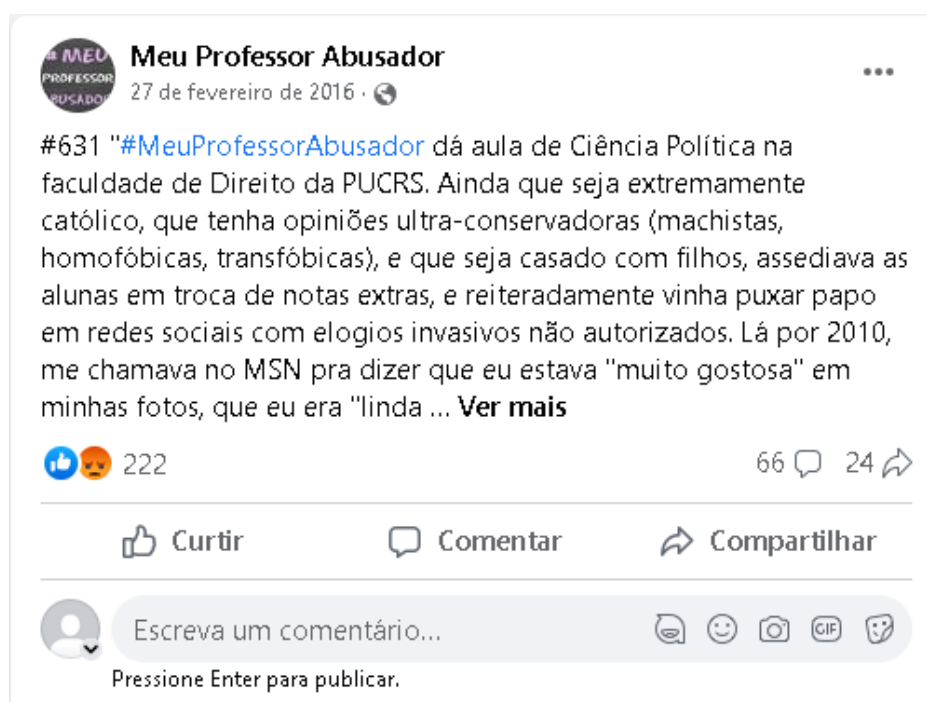 # MEU
PROFESSOR
ABUSADO
Meu Professor Abusador
27 de fevereiro de 2016 ·
#631 "#MeuProfessorAbusador dá aula de Ciência Política na
faculdade de Direito da PUCRS. Ainda que seja extremamente
católico, que tenha opiniões ultra-conservadoras (machistas,
homofóbicas, transfóbicas), e que seja casado com filhos, assediava as
alunas em troca de notas extras, e reiteradamente vinha puxar papo
em redes sociais com elogios invasivos não autorizados. Lá por 2010,
me chamava no MSN pra dizer que eu estava "muito gostosa" em
minhas fotos, que eu era "linda ... Ver mais
222
66 24
Curtir Comentar Compartilhar
Escreva um comentário...
GIF
Pressione Enter para publicar.